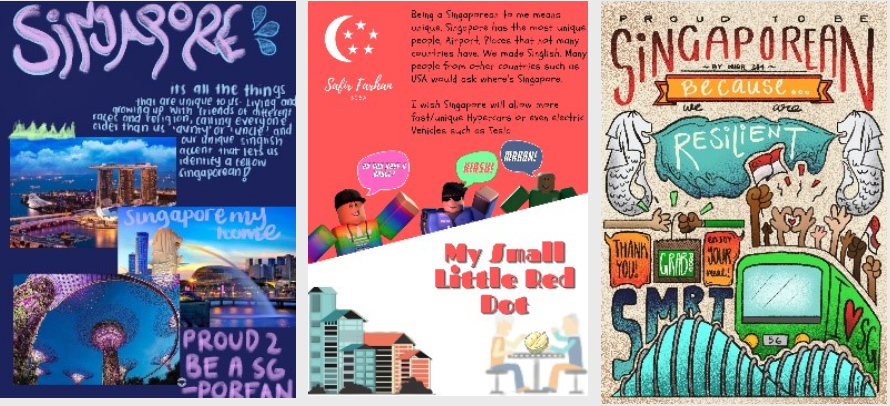 SINGAPORE
its all the things
that are unique to us. Living and
growing up with friends of different
races and religion, calling everyone
older than us 'aunty' or 'uncle', and
our unique singlish
accent that lets us
identify a fellow
singaporean!
singapore my
home
PROUD 2
BE A SG
-POREAN
Safir Farhan
Being a Singaporean to me means
unique. Singapore has the most unique
people, Airport, Places that not many
countries have. We made Singlish. Many
people from other countries such as
USA would ask where's Singapore.
I wish Singapore will allow more
fast/unique Hypercars or even electric
Vehicles such as Tesla
My Small
Little Red
Dot
PROUD TO BE
SINGAPOREAN
BECAUSE...
we are
RESILIENT
THANK
YOU!
GRAB
ENJOY
YOUR
meal!
SMRT
56
SG